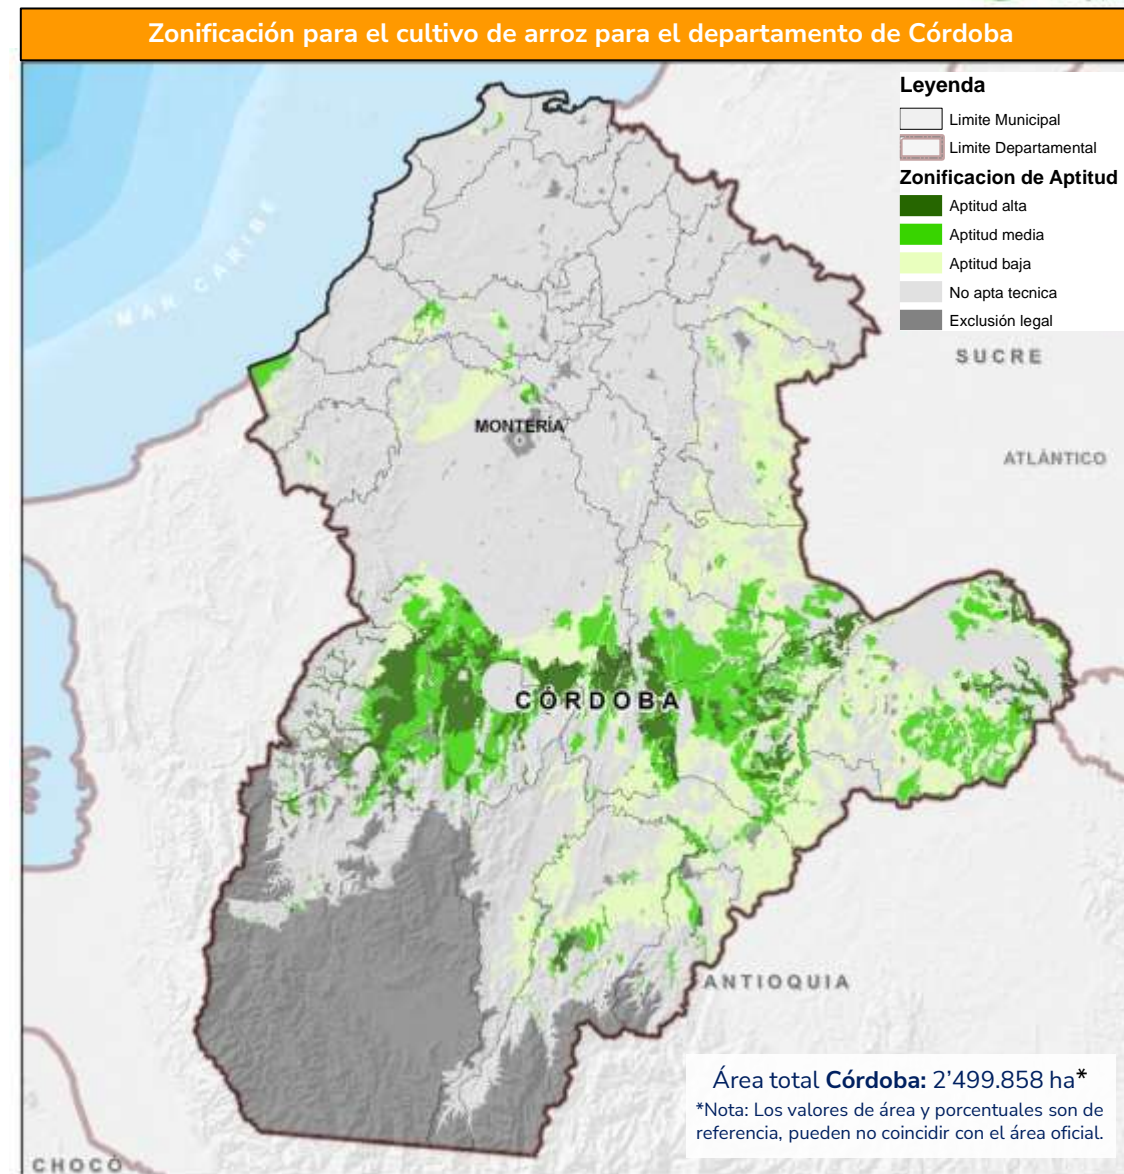 Zonificación para el cultivo de arroz para el departamento de Córdoba
Leyenda
Limite Municipal
Limite Departamental
Zonificacion de Aptitud
Aptitud alta
Aptitud media
Aptitud baja
No apta tecnica
Exclusión legal
MAR CARIBE
SUCRE
MONTERÍA
ATLÁNTICO
CÓRDOBA
ANTIOQUIA
Área total Córdoba: 2’499.858 ha*
*Nota: Los valores de área y porcentuales son de
referencia, pueden no coincidir con el área oficial.
CHOCÓ